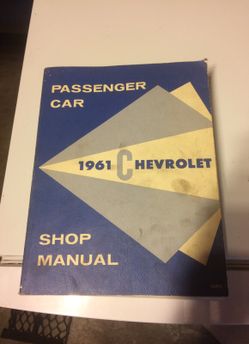 PASSENGER
CAR
1961 CHEVROLET
SHOP
MANUAL